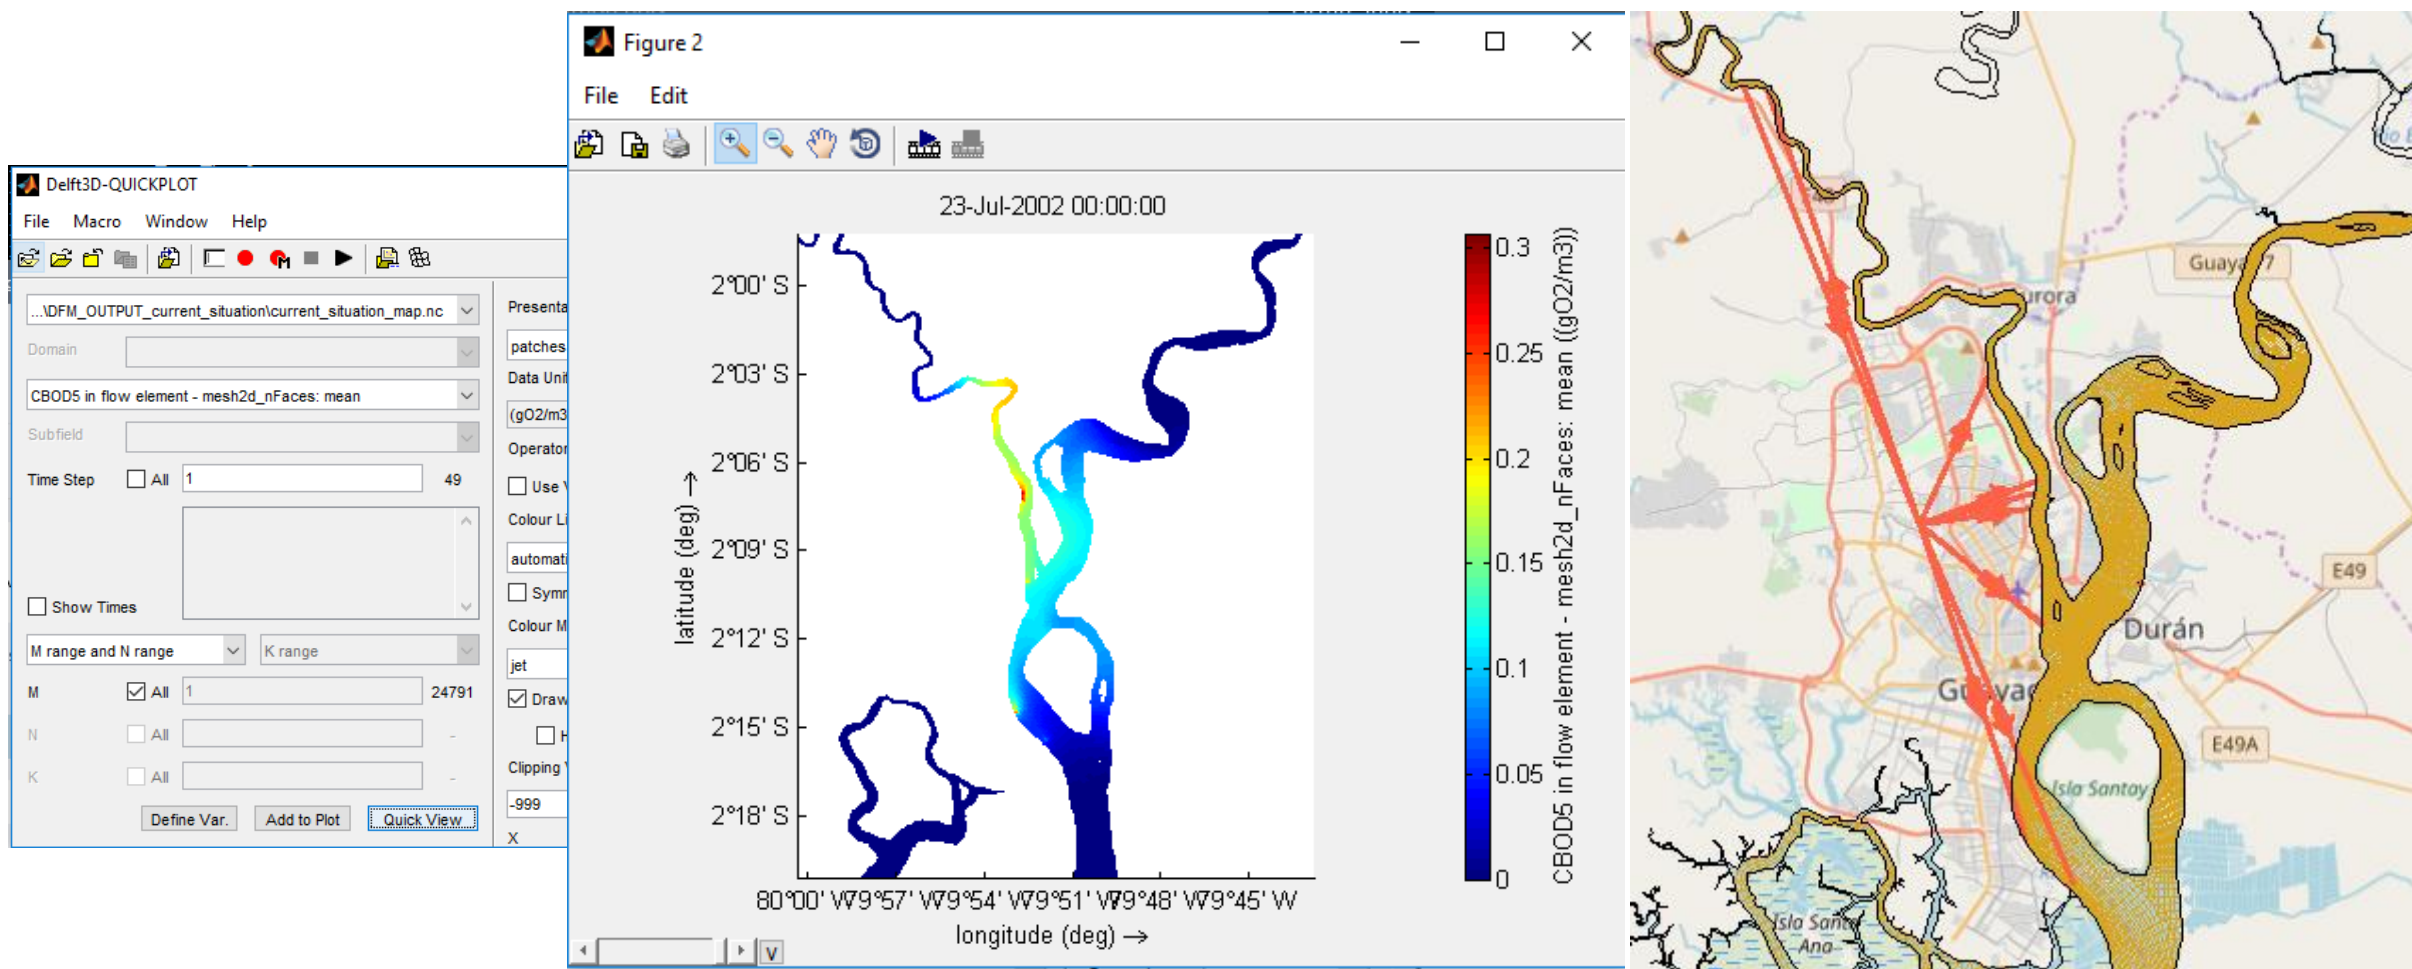 Delft3D-QUICKPLOT
File Macro Window Help
...\DFM_OUTPUT_current_situation\current_situation_map.nc
Domain
CBOD5 in flow element - mesh2d_nFaces: mean
Subfield
Time Step All 1 49
Show Times
M range and N range K range
M All 1 24791
N All -
K All -
Define Var. Add to Plot Quick View
Presenta
patches
Data Unit
(gO2/m3
Operator
Use
Colour Li
automati
Symm
Colour M
jet
Draw
Clipping
-999
X
Figure 2
File Edit
23-Jul-2002 00:00:00
2°00' S
2°03' S
2°06' S
2°09' S
2°12' S
2°15' S
2°18' S
latitude (deg) →
80°00' W 79°57' W 79°54' W 79°51' W 79°48' W 79°45' W
longitude (deg) →
0.3
0.25
0.2
0.15
0.1
0.05
0
CBOD5 in flow element - mesh2d_nFaces: mean ((gO2/m3))
V
Guaya 7
urora
E49
Durán
E49A
Isla Santay
Isla Santa
Ana